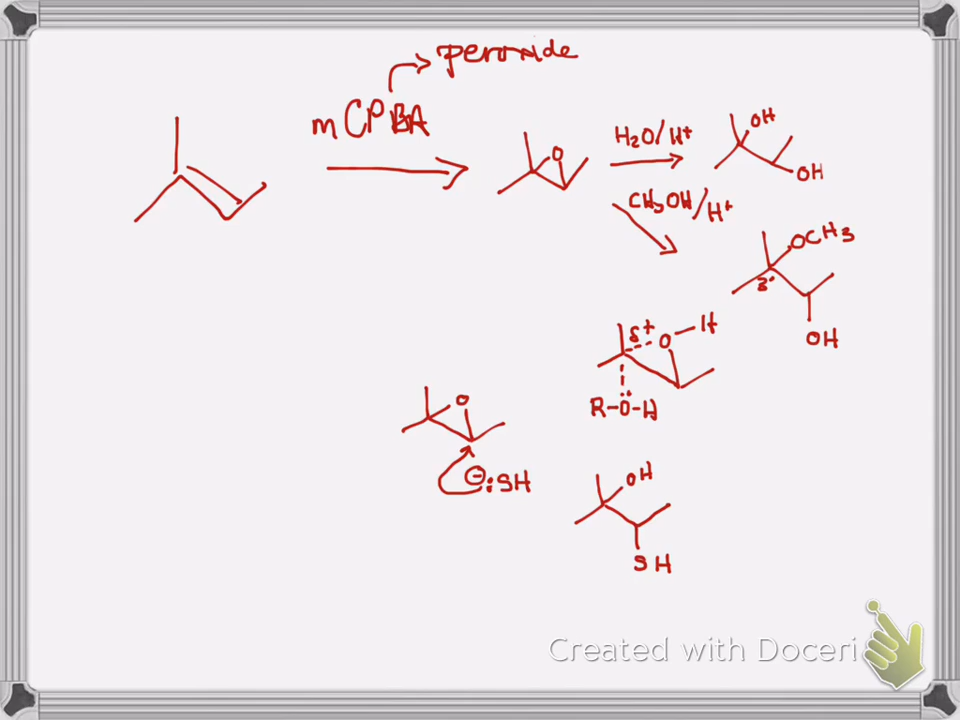 peroxide
mCPBA
O
H₂O/H+
OH
OH
CH₃OH/H+
OCH3
3°
OH
δ+
O-H
R-O-H
O
⊖:SH
OH
SH
Created with Doceri